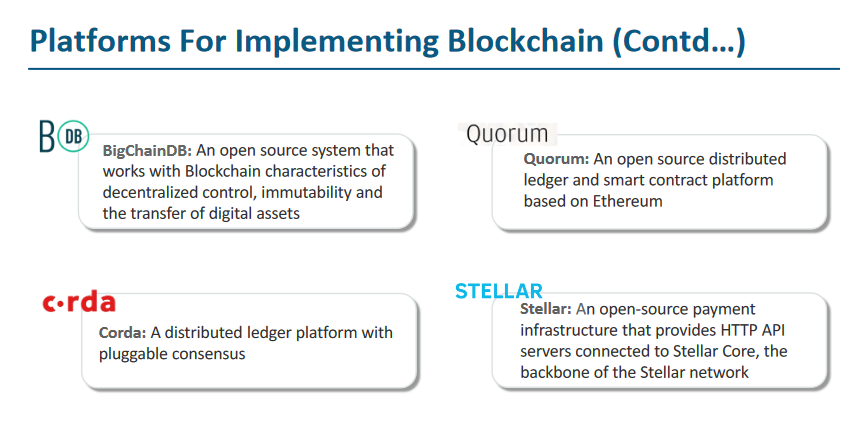 Platforms For Implementing Blockchain (Contd…)
B DB
BigChainDB: An open source system that
works with Blockchain characteristics of
decentralized control, immutability and
the transfer of digital assets
Quorum
Quorum: An open source distributed
ledger and smart contract platform
based on Ethereum
c·rda
Corda: A distributed ledger platform with
pluggable consensus
STELLAR
Stellar: An open-source payment
infrastructure that provides HTTP API
servers connected to Stellar Core, the
backbone of the Stellar network